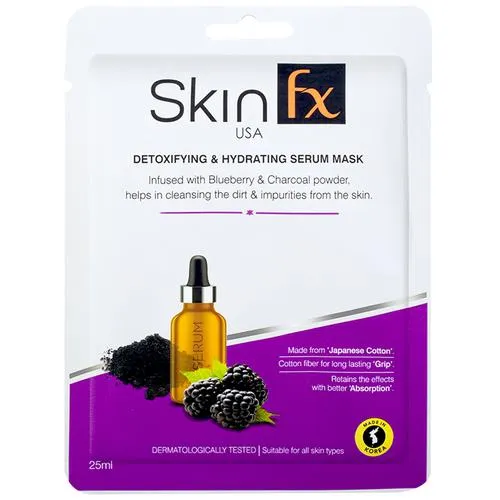 Skin fx
USA
DETOXIFYING & HYDRATING SERUM MASK
Infused with Blueberry & Charcoal powder,
helps in cleansing the dirt & impurities from the skin.
SERUM
Made from "Japanese Cotton".
Cotton fiber for long lasting "Grip".
Retains the effects
with better "Absorption".
MADE IN
KOREA
DERMATOLOGICALLY TESTED | Suitable for all skin types
25ml